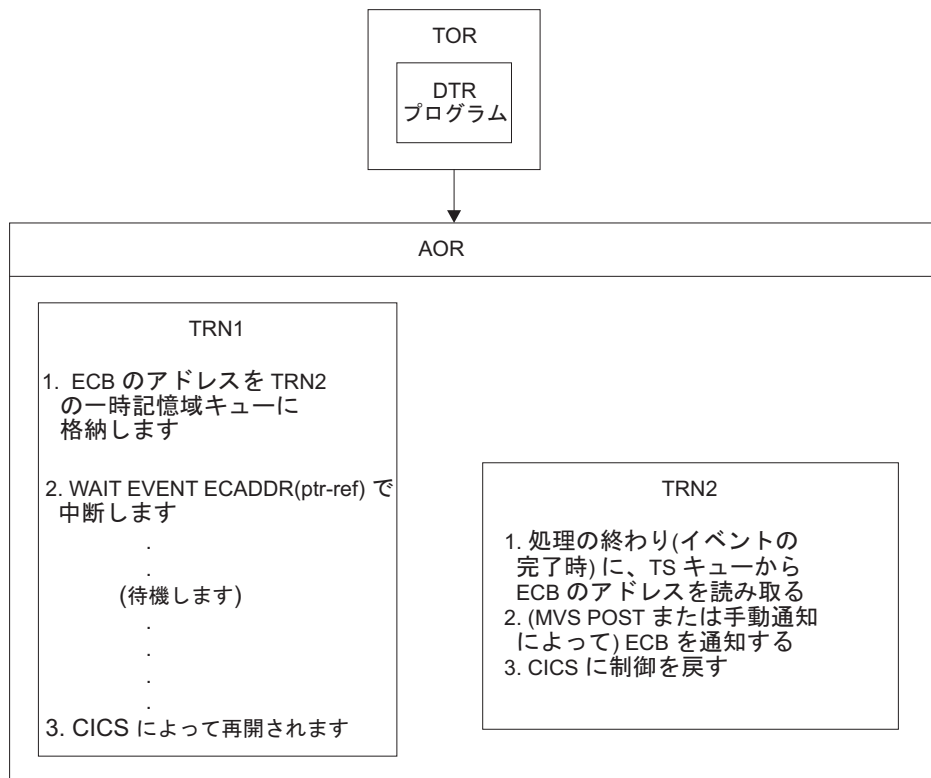 TOR
DTR
プログラム
AOR
TRN1
1. ECB のアドレスを TRN2
の一時記憶域キューに
格納します
2. WAIT EVENT ECADDR(ptr-ref) で
中断します
.
.
(待機します)
.
.
.
.
3. CICS によって再開されます
TRN2
1. 処理の終わり(イベントの
完了時) に、TS キューから
ECB のアドレスを読み取る
2. (MVS POST または手動通知
によって) ECB を通知する
3. CICS に制御を戻す